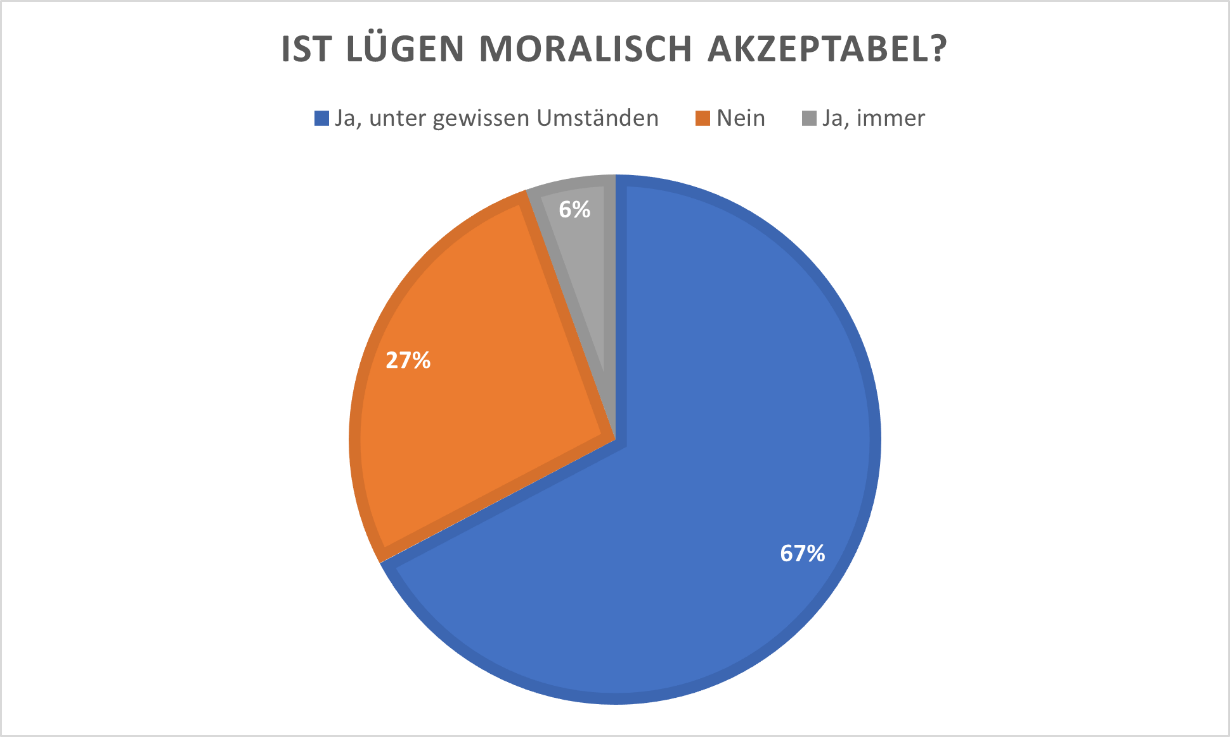 IST LÜGEN MORALISCH AKZEPTABEL?
Ja, unter gewissen Umständen Nein Ja, immer
6%
27%
67%